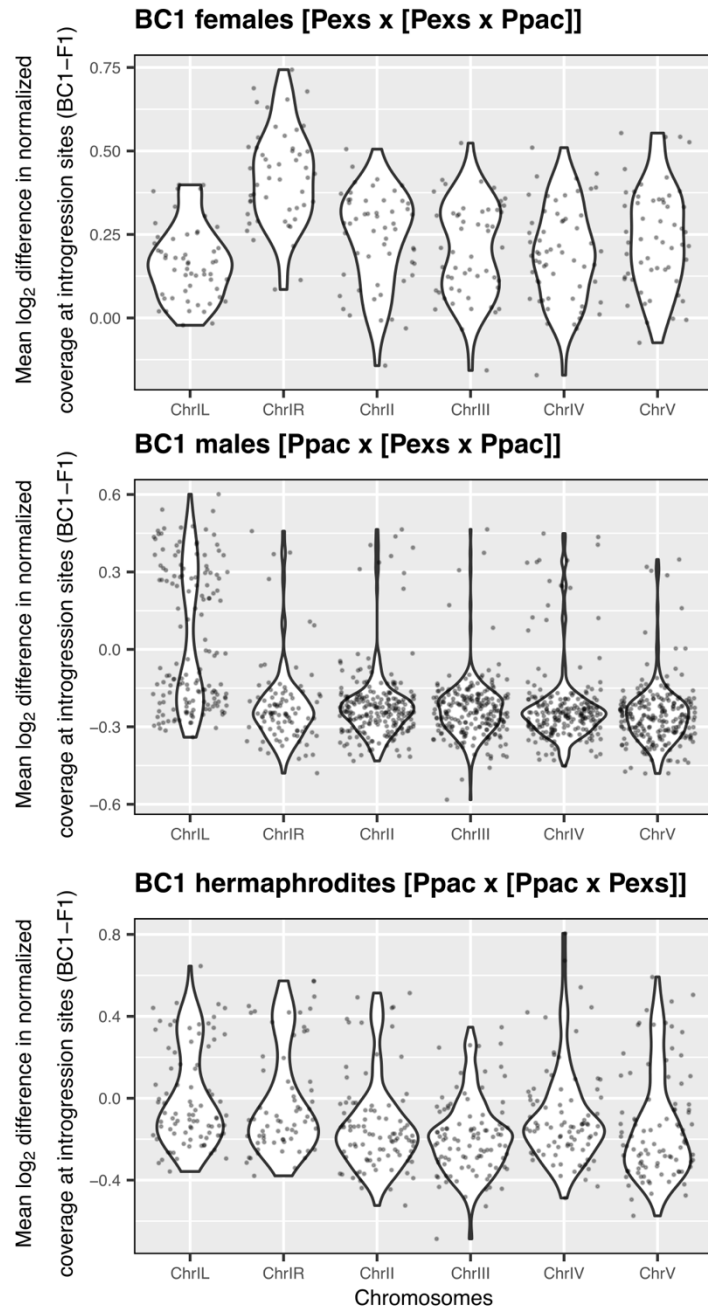 BC1 females [Pexs x [Pexs x Ppac]]
Mean log₂ difference in normalized
coverage at introgression sites (BC1−F1)
0.75
0.50
0.25
0.00
ChrIL ChrIR ChrII ChrIII ChrIV ChrV
BC1 males [Ppac x [Pexs x Ppac]]
Mean log₂ difference in normalized
coverage at introgression sites (BC1−F1)
0.6
0.3
0.0
−0.3
−0.6
ChrIL ChrIR ChrII ChrIII ChrIV ChrV
BC1 hermaphrodites [Ppac x [Ppac x Pexs]]
Mean log₂ difference in normalized
coverage at introgression sites (BC1−F1)
0.8
0.4
0.0
−0.4
ChrIL ChrIR ChrII ChrIII ChrIV ChrV
Chromosomes